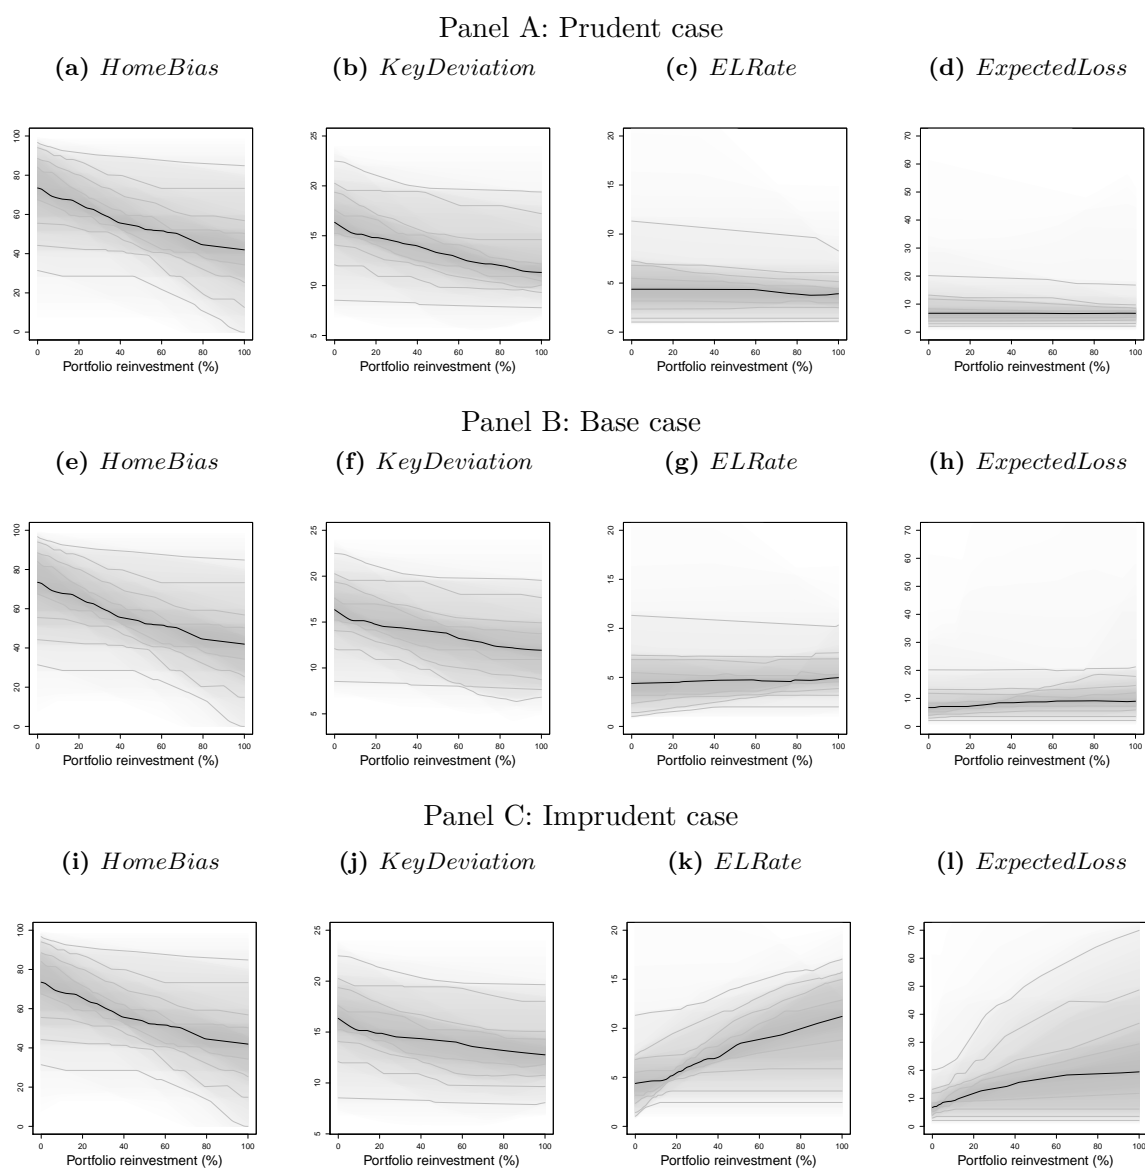 Panel A: Prudent case
(a) HomeBias (b) KeyDeviation (c) ELRate (d) ExpectedLoss
100 80 60 40 20 0
25 20 15 10 5
20 15 10 5 0
70 60 50 40 30 20 10 0
0 20 40 60 80 100 0 20 40 60 80 100 0 20 40 60 80 100 0 20 40 60 80 100
Portfolio reinvestment (%) Portfolio reinvestment (%) Portfolio reinvestment (%) Portfolio reinvestment (%)
Panel B: Base case
(e) HomeBias (f) KeyDeviation (g) ELRate (h) ExpectedLoss
100 80 60 40 20 0
25 20 15 10 5
20 15 10 5 0
70 60 50 40 30 20 10 0
0 20 40 60 80 100 0 20 40 60 80 100 0 20 40 60 80 100 0 20 40 60 80 100
Portfolio reinvestment (%) Portfolio reinvestment (%) Portfolio reinvestment (%) Portfolio reinvestment (%)
Panel C: Imprudent case
(i) HomeBias (j) KeyDeviation (k) ELRate (l) ExpectedLoss
100 80 60 40 20 0
25 20 15 10 5
20 15 10 5 0
70 60 50 40 30 20 10 0
0 20 40 60 80 100 0 20 40 60 80 100 0 20 40 60 80 100 0 20 40 60 80 100
Portfolio reinvestment (%) Portfolio reinvestment (%) Portfolio reinvestment (%) Portfolio reinvestment (%)